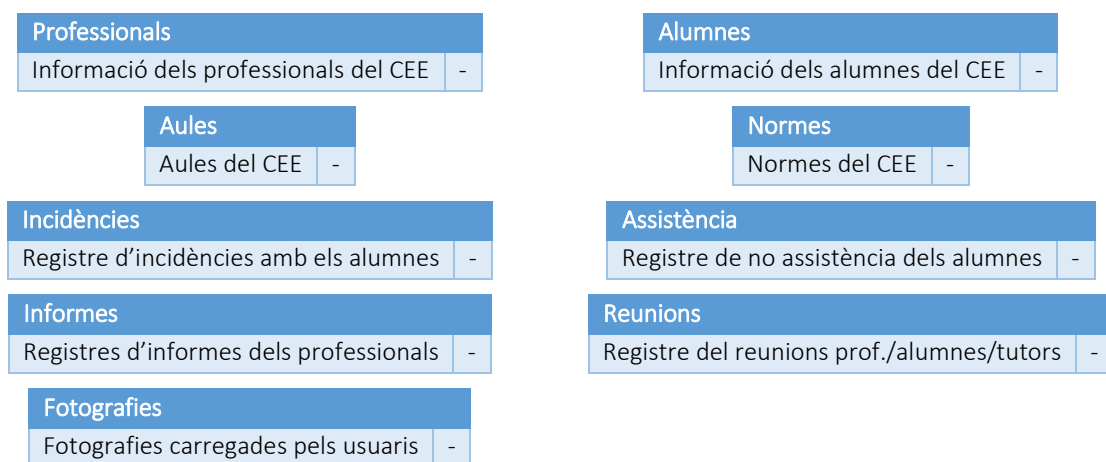 Professionals
Informació dels professionals del CEE -
Alumnes
Informació dels alumnes del CEE -
Aules
Aules del CEE -
Normes
Normes del CEE -
Incidències
Registre d’incidències amb els alumnes -
Assistència
Registre de no assistència dels alumnes -
Informes
Registres d’informes dels professionals -
Reunions
Registre del reunions prof./alumnes/tutors -
Fotografies
Fotografies carregades pels usuaris -